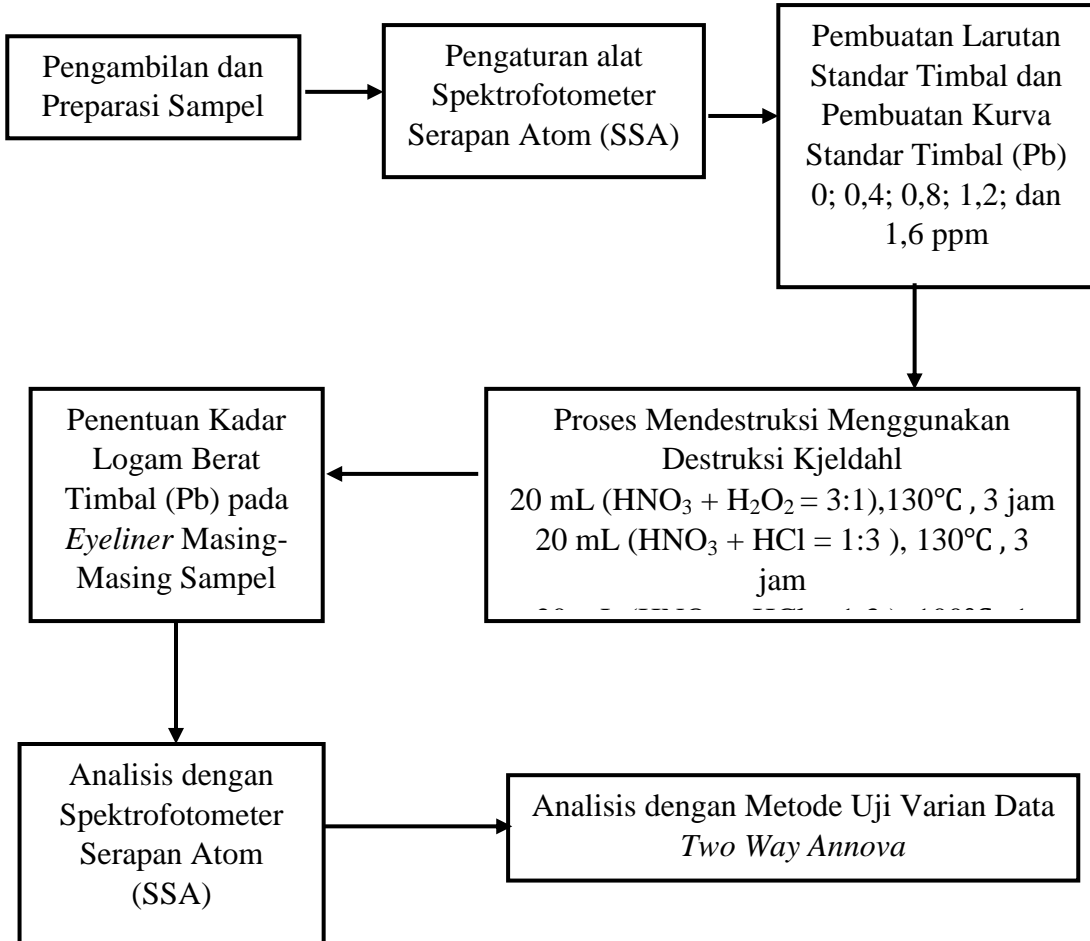 Pengambilan dan
Preparasi Sampel
Pengaturan alat
Spektrofotometer
Serapan Atom (SSA)
Pembuatan Larutan
Standar Timbal dan
Pembuatan Kurva
Standar Timbal (Pb)
0; 0,4; 0,8; 1,2; dan
1,6 ppm
Proses Mendestruksi Menggunakan
Destruksi Kjeldahl
20 mL (HNO₃ + H₂O₂ = 3:1),130℃ , 3 jam
20 mL (HNO₃ + HCl = 1:3 ), 130℃ , 3
jam
Penentuan Kadar
Logam Berat
Timbal (Pb) pada
Eyeliner Masing-
Masing Sampel
Analisis dengan
Spektrofotometer
Serapan Atom
(SSA)
Analisis dengan Metode Uji Varian Data
Two Way Annova